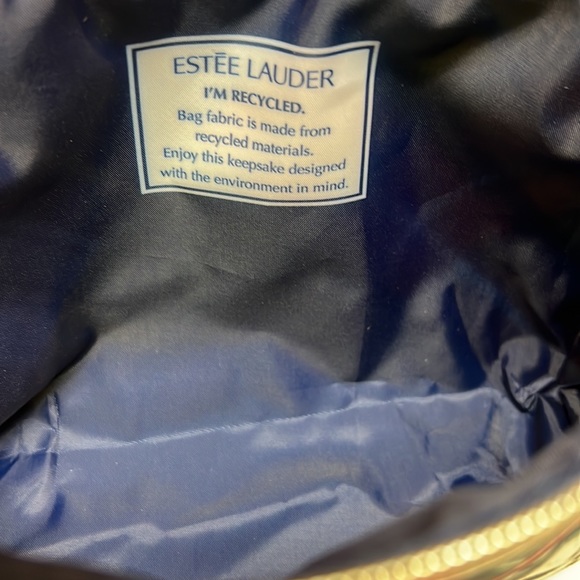 ESTĒE LAUDER
I'M RECYCLED.
Bag fabric is made from
recycled materials.
Enjoy this keepsake designed
with the environment in mind.